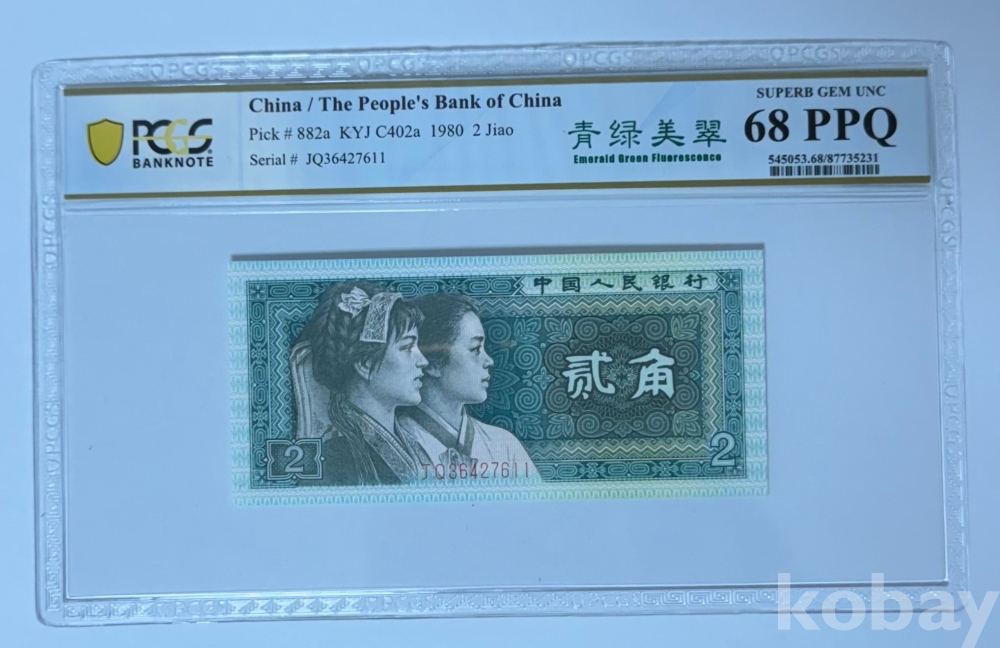 China / The People's Bank of China
Pick # 882a KYJ C402a 1980 2 Jiao
Serial # JQ36427611
PCGS
BANKNOTE
青绿美翠
Emerald Green Fluorescence
SUPERB GEM UNC
68 PPQ
545053.68/87735231
中国人民银行
贰角
2
2
JQ36427611
kobay